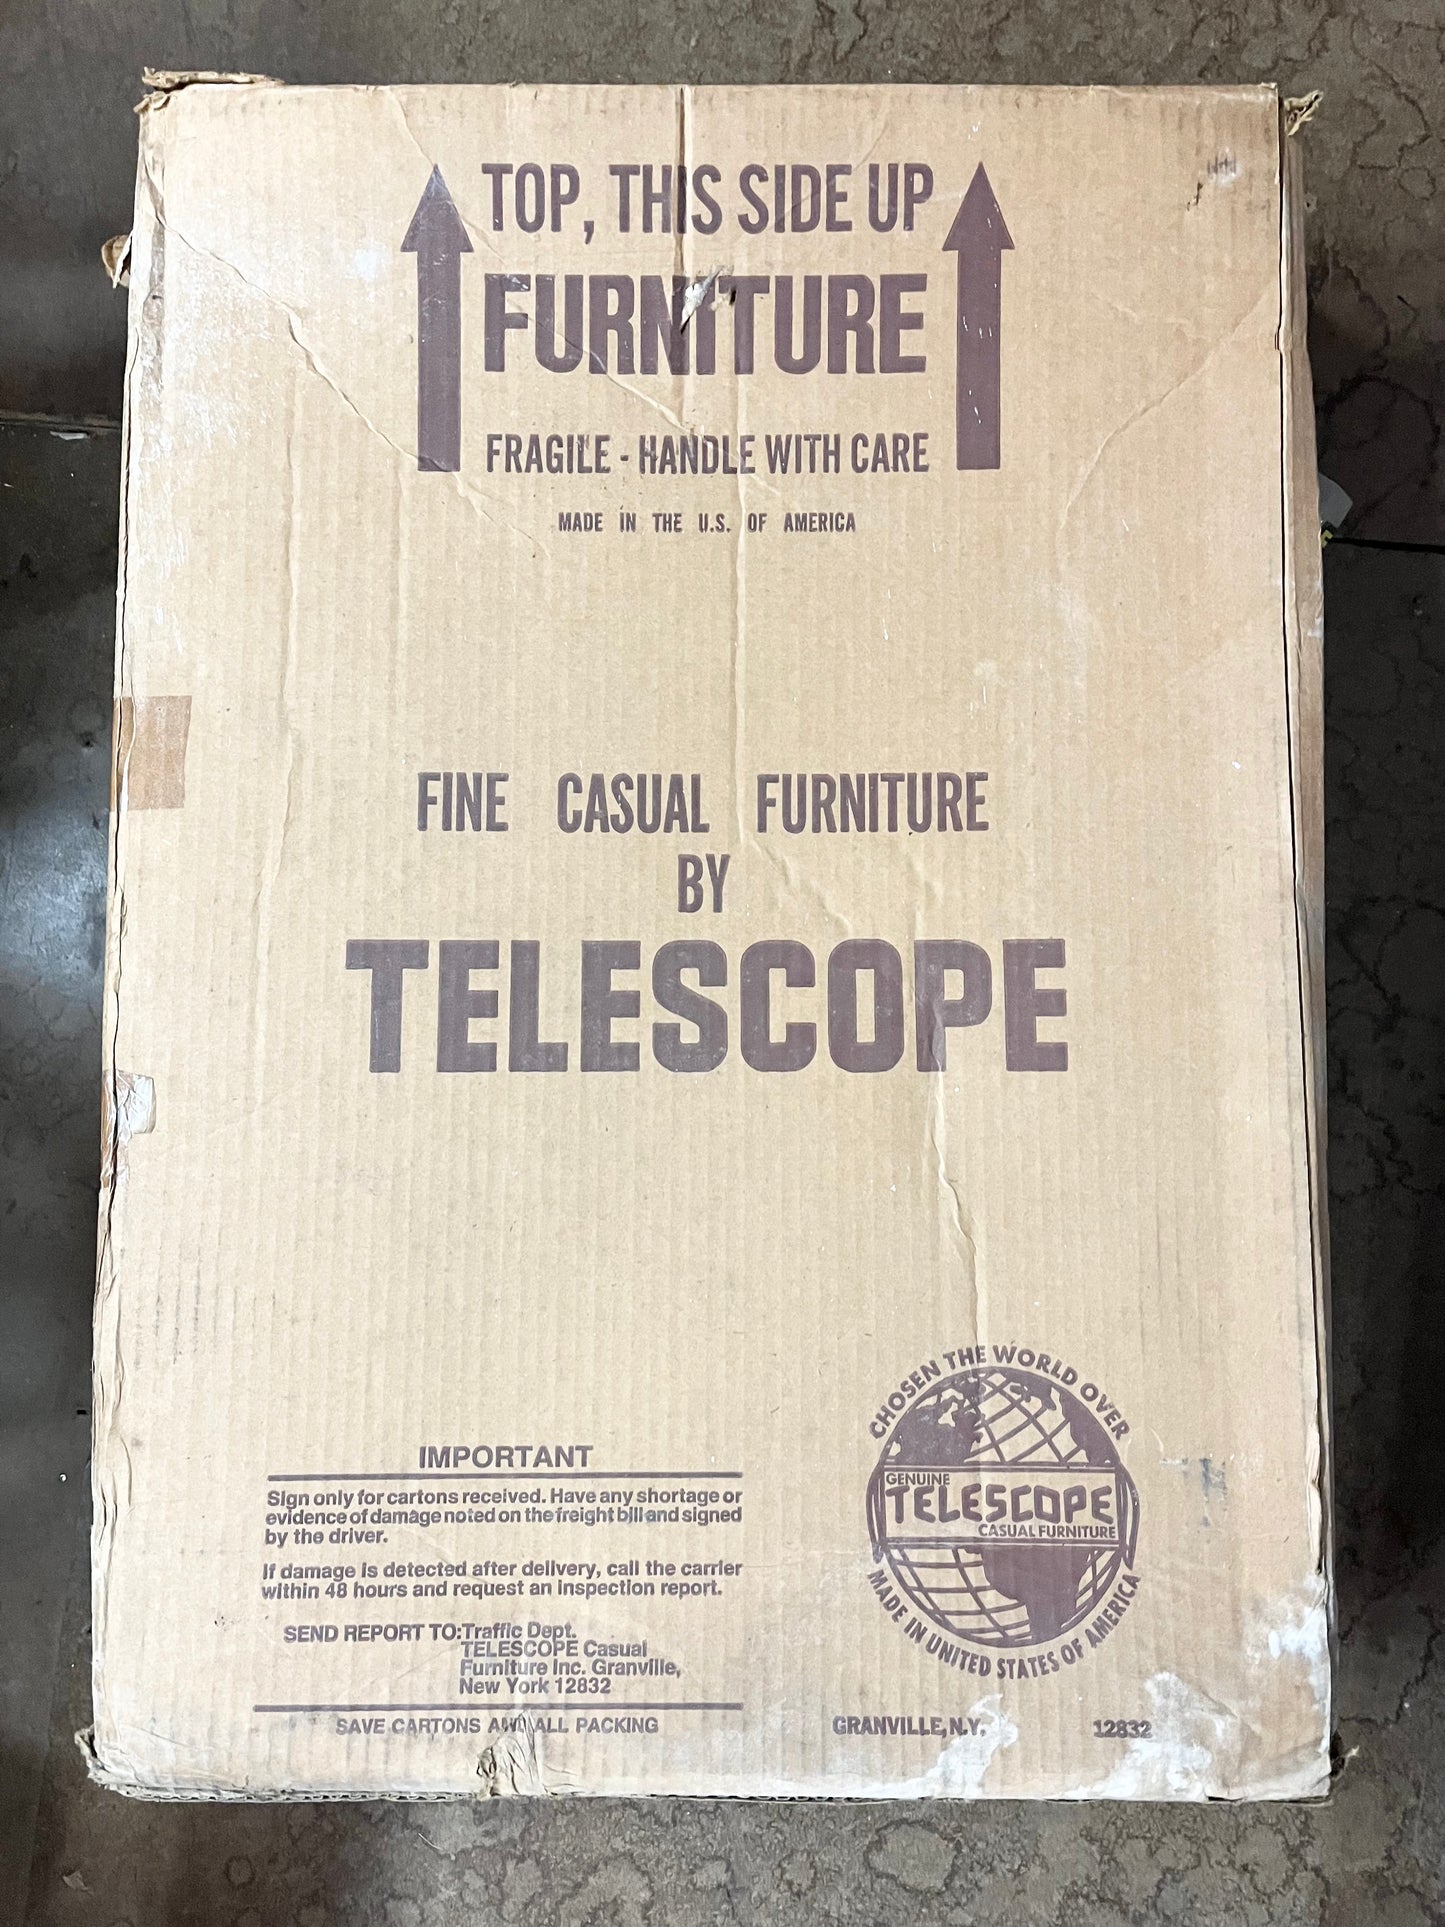 TOP, THIS SIDE UP
FURNITURE
FRAGILE - HANDLE WITH CARE
MADE IN THE U.S. OF AMERICA
FINE CASUAL FURNITURE
BY
TELESCOPE
IMPORTANT
Sign only for cartons received. Have any shortage or
evidence of damage noted on the freight bill and signed
by the driver.
If damage is detected after delivery, call the carrier
within 48 hours and request an inspection report.
SEND REPORT TO: Traffic Dept.
TELESCOPE Casual
Furniture Inc. Granville,
New York 12832
SAVE CARTONS AND ALL PACKING
CHOSEN THE WORLD OVER
GENUINE
TELESCOPE
CASUAL FURNITURE
MADE IN UNITED STATES OF AMERICA
GRANVILLE, N.Y. 12832